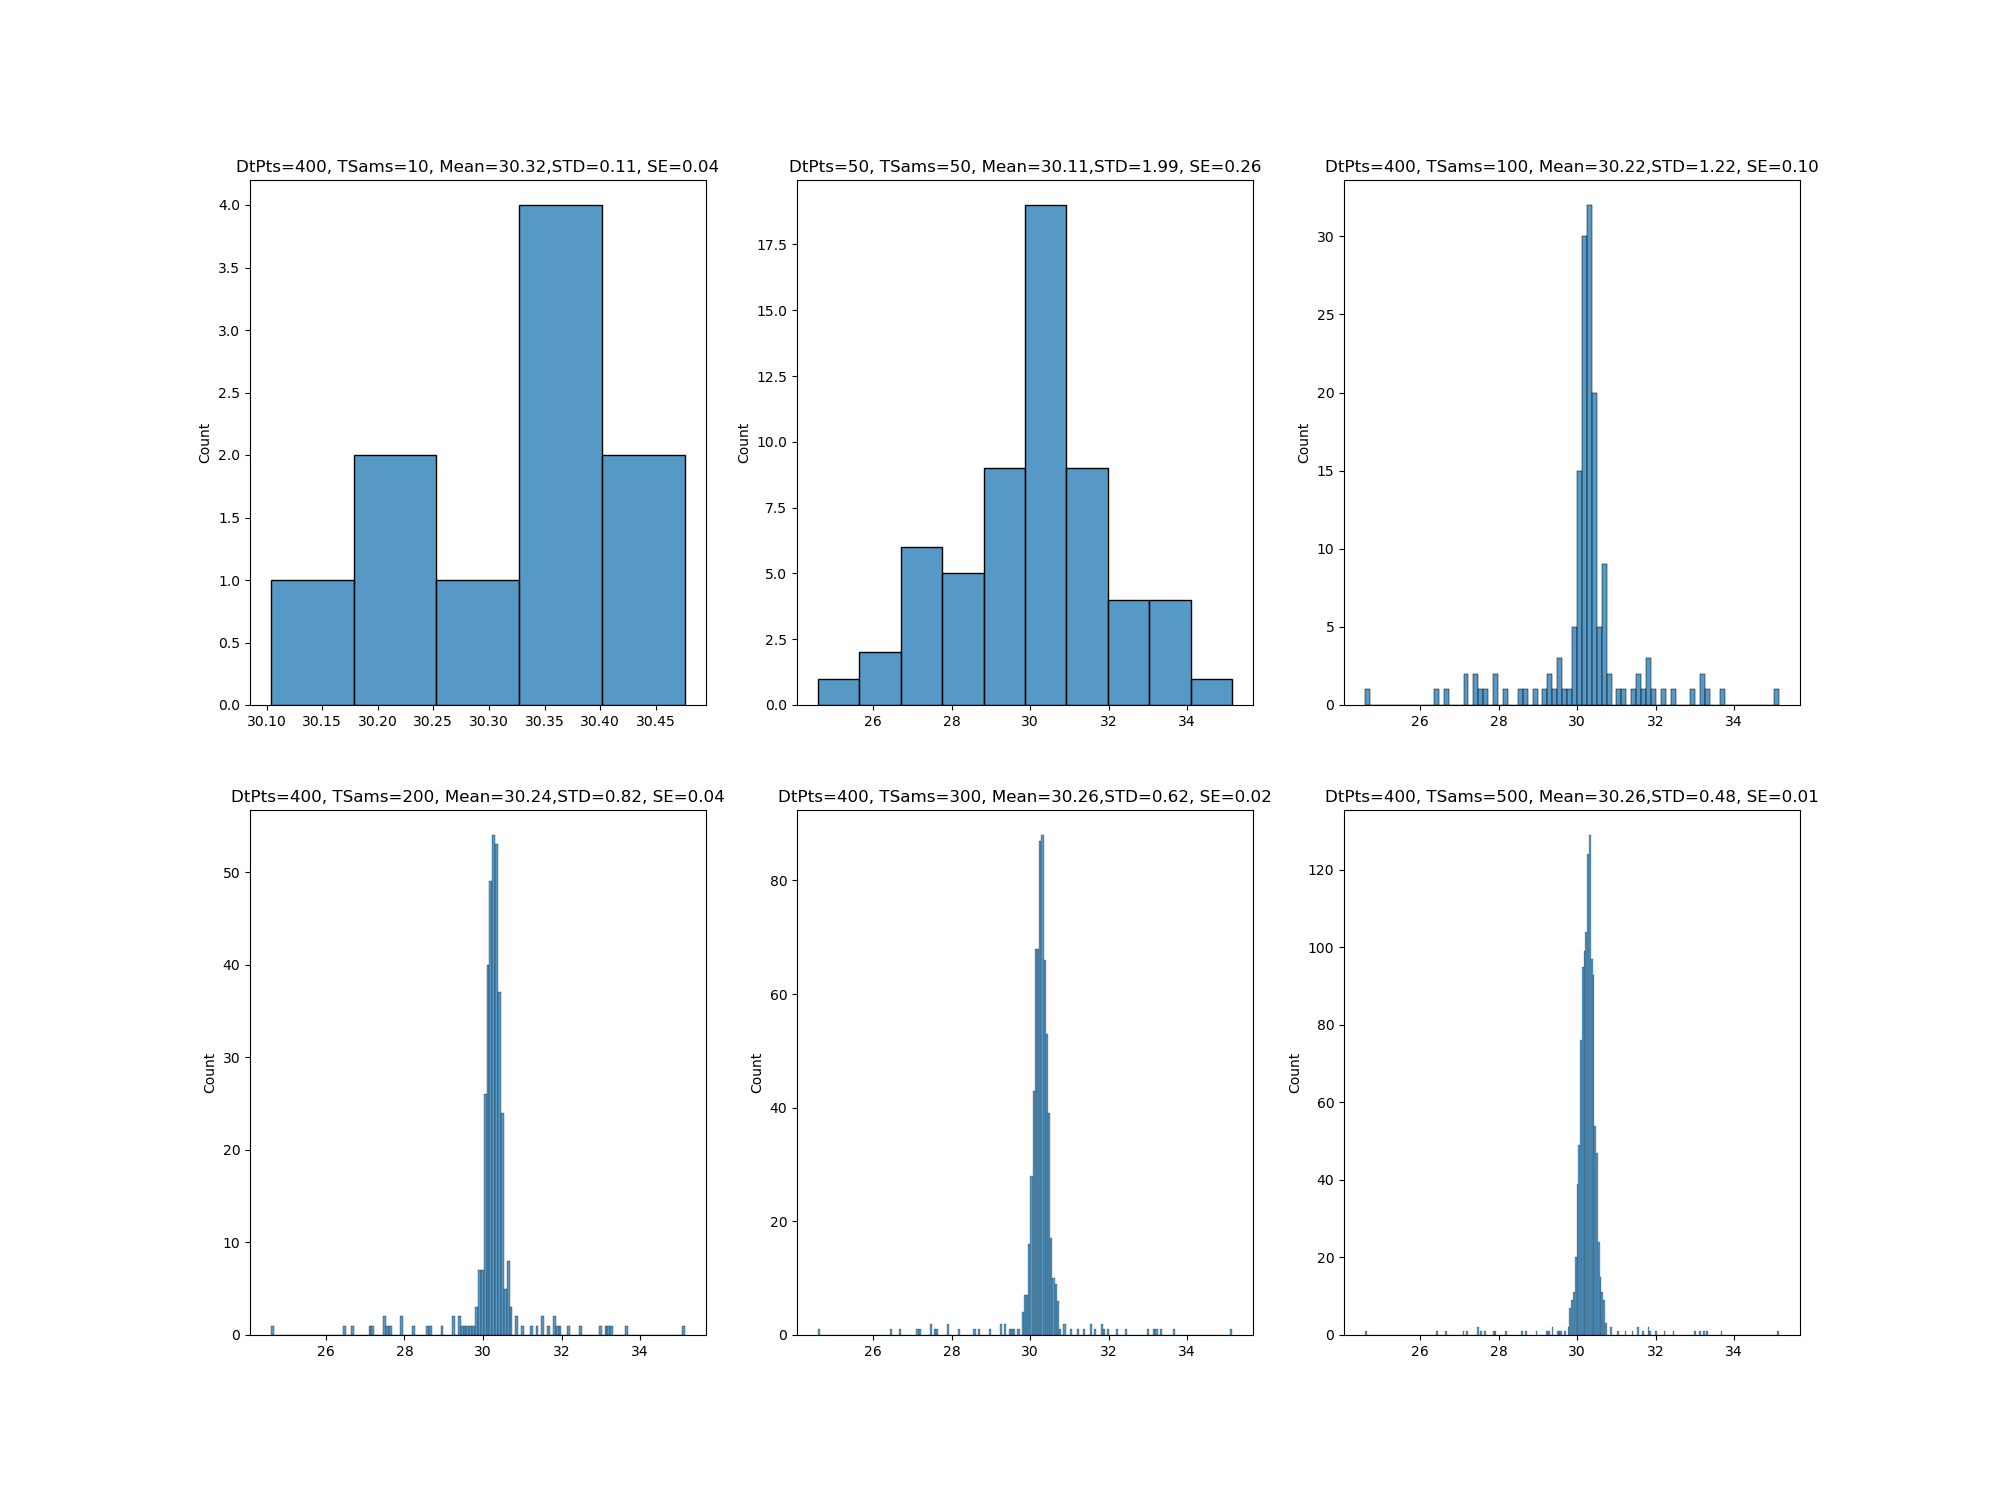 DtPts=400, TSams=10, Mean=30.32,STD=0.11, SE=0.04
Count
4.0
3.5
3.0
2.5
2.0
1.5
1.0
0.5
0.0
30.10 30.15 30.20 30.25 30.30 30.35 30.40 30.45
DtPts=50, TSams=50, Mean=30.11,STD=1.99, SE=0.26
Count
17.5
15.0
12.5
10.0
7.5
5.0
2.5
0.0
26 28 30 32 34
DtPts=400, TSams=100, Mean=30.22,STD=1.22, SE=0.10
Count
30
25
20
15
10
5
0
26 28 30 32 34
DtPts=400, TSams=200, Mean=30.24,STD=0.82, SE=0.04
Count
50
40
30
20
10
0
26 28 30 32 34
DtPts=400, TSams=300, Mean=30.26,STD=0.62, SE=0.02
Count
80
60
40
20
0
26 28 30 32 34
DtPts=400, TSams=500, Mean=30.26,STD=0.48, SE=0.01
Count
120
100
80
60
40
20
0
26 28 30 32 34